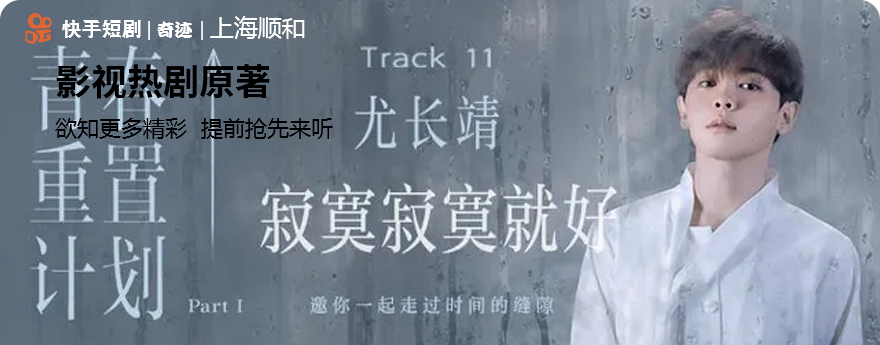 快手短剧 | 奇迹 | 上海顺和
影视热剧原著
欲知更多精彩 提前抢先来听
青春
重置
计划
Part I
Track 11
尤长靖
寂寞寂寞就好
邀你一起走过时间的缝隙